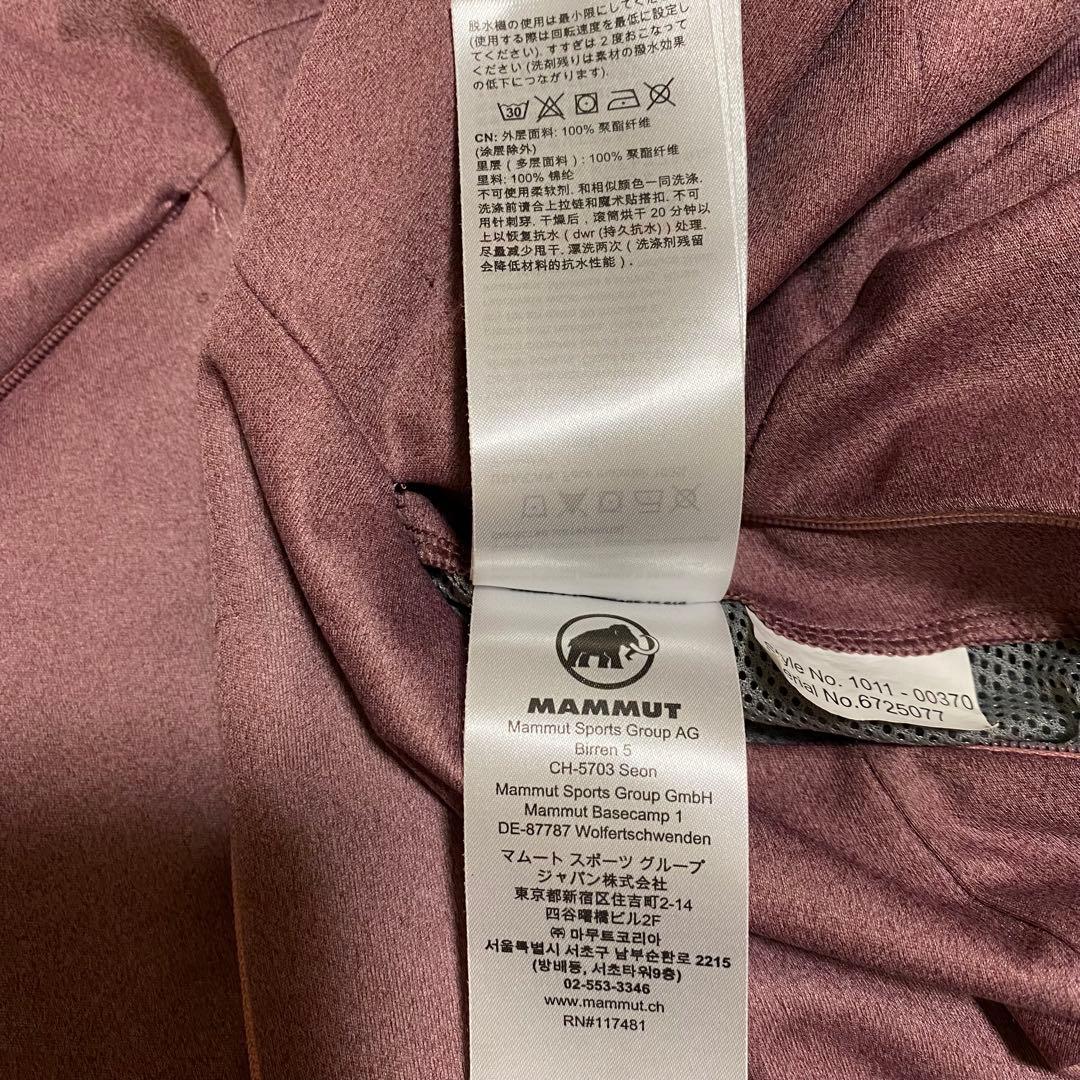 脱水機の使用は最小限にしてくだ
(使用する際は回転速度を最低に設定し
てください). すすぎは2度おこなって
ください (洗剤残りは素材の撥水効果
の低下につながります).
30
CN: 外层面料: 100% 聚酯纤维
(涂层除外)
里层 (多层面料) : 100% 聚酯纤维
里料: 100% 锦纶
不可使用柔软剂. 和相似颜色一同洗涤.
洗涤前请合上拉链和魔术贴搭扣. 不可
用针刺穿. 干燥后，滚筒烘干 20 分钟以
上以恢复抗水 (dwr (持久抗水) ) 处理.
尽量减少甩干. 漂洗两次 (洗涤剂残留
会降低材料的抗水性能) .
MAMMUT
Mammut Sports Group AG
Birren 5
CH-5703 Seon
Mammut Sports Group GmbH
Mammut Basecamp 1
DE-87787 Wolfertschwenden
マムート スポーツ グループ
ジャパン株式会社
東京都新宿区住吉町2-14
四谷曙橋ビル2F
㈜ 마무트코리아
서울특별시 서초구 남부순환로 2215
(방배동, 서초타워9층)
02-553-3346
www.mammut.ch
RN#117481
No. 1011 - 00370
No.6725077